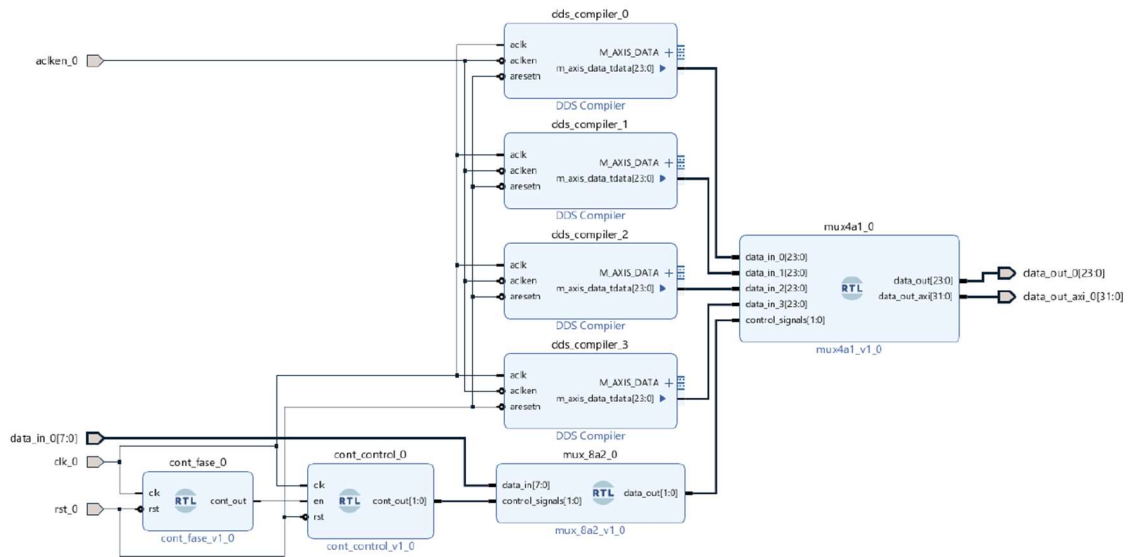 dds_compiler_0
aclk
aclken
aresetn
M_AXIS_DATA
m_axis_data_tdata[23:0]
DDS Compiler
aclken_0
dds_compiler_1
aclk
aclken
aresetn
M_AXIS_DATA
m_axis_data_tdata[23:0]
DDS Compiler
dds_compiler_2
aclk
aclken
aresetn
M_AXIS_DATA
m_axis_data_tdata[23:0]
DDS Compiler
dds_compiler_3
aclk
aclken
aresetn
M_AXIS_DATA
m_axis_data_tdata[23:0]
DDS Compiler
mux4a1_0
data_in_0[23:0]
data_in_1[23:0]
data_in_2[23:0]
data_in_3[23:0]
control_signals[1:0]
RTL
data_out[23:0]
data_out_axi[31:0]
mux4a1_v1_0
data_out_0[23:0]
data_out_axi_0[31:0]
data_in_0[7:0]
clk_0
rst_0
cont_fase_0
clk
rst
RTL
cont_out
cont_fase_v1_0
cont_control_0
clk
en
rst
RTL
cont_out[1:0]
cont_control_v1_0
mux_8a2_0
data_in[7:0]
control_signals[1:0]
RTL
data_out[1:0]
mux_8a2_v1_0